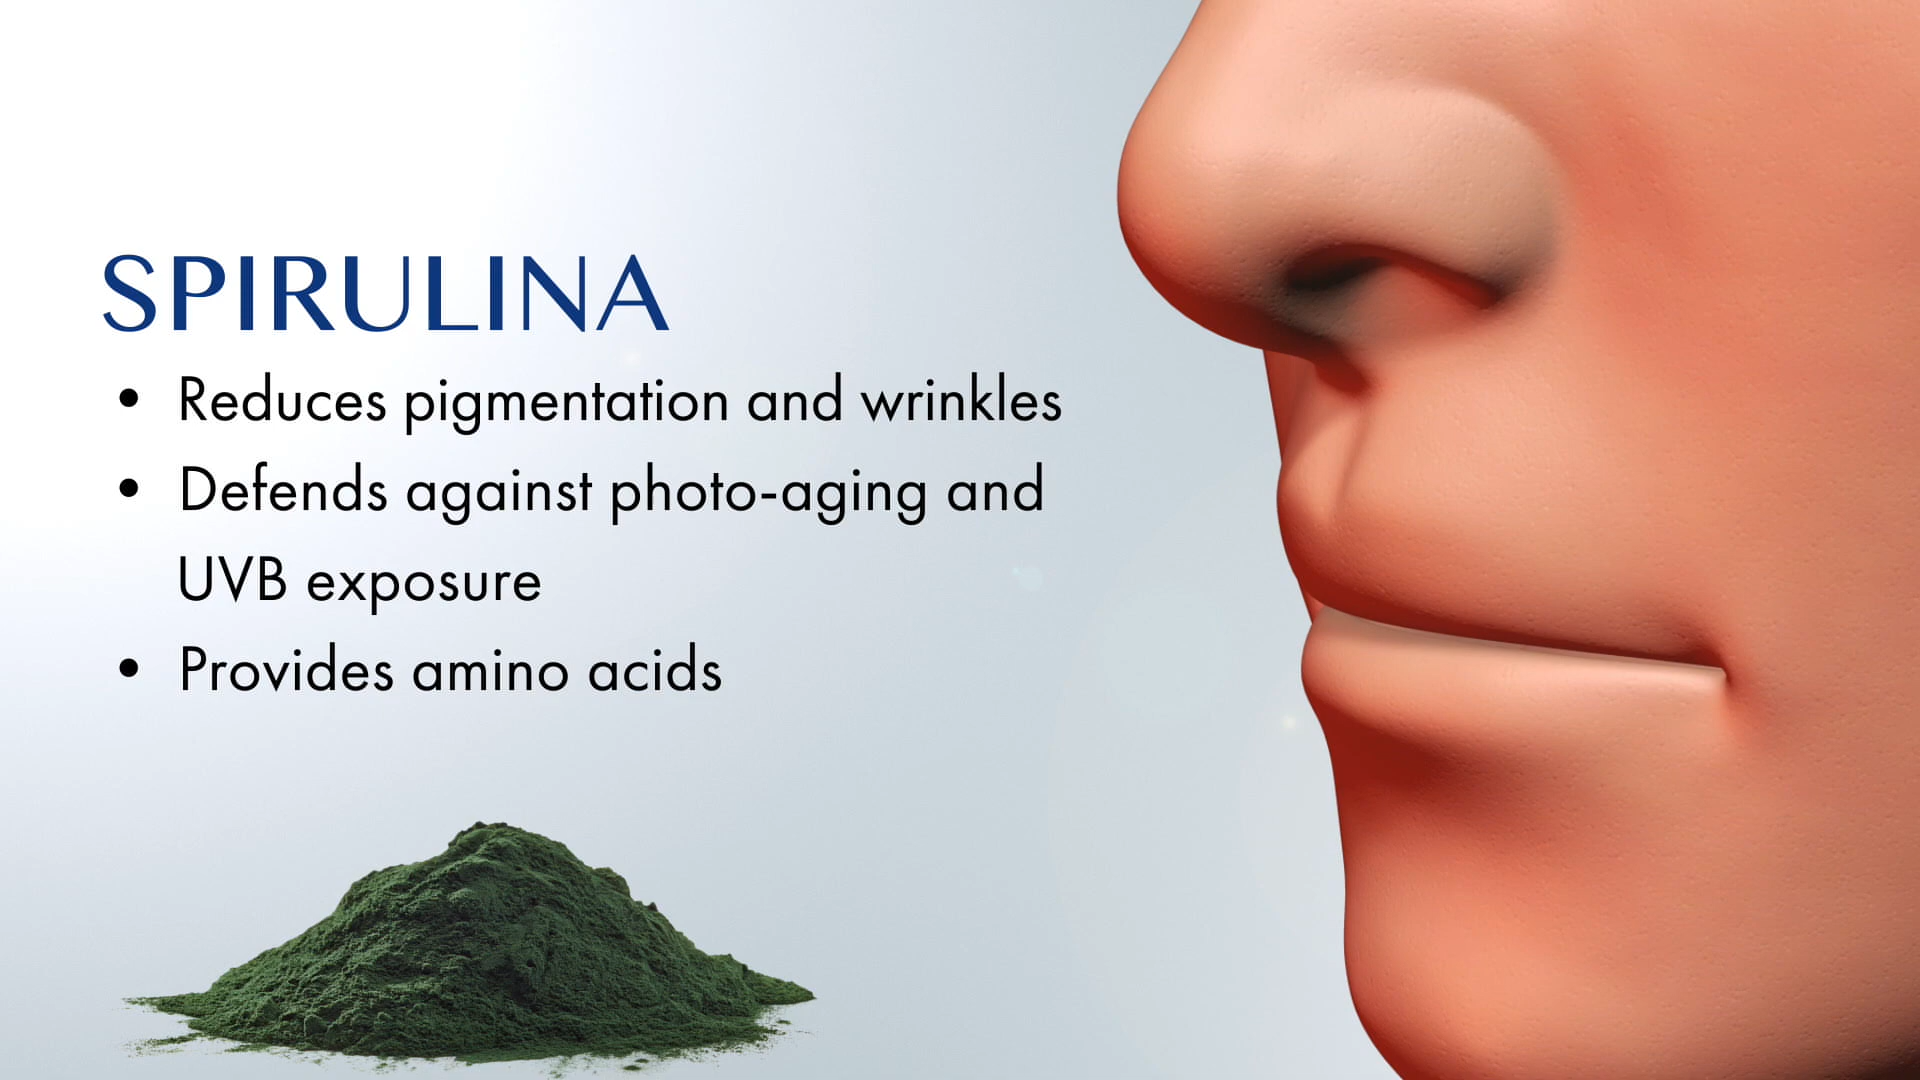 SPIRULINA
• Reduces pigmentation and wrinkles
• Defends against photo-aging and
UVB exposure
• Provides amino acids